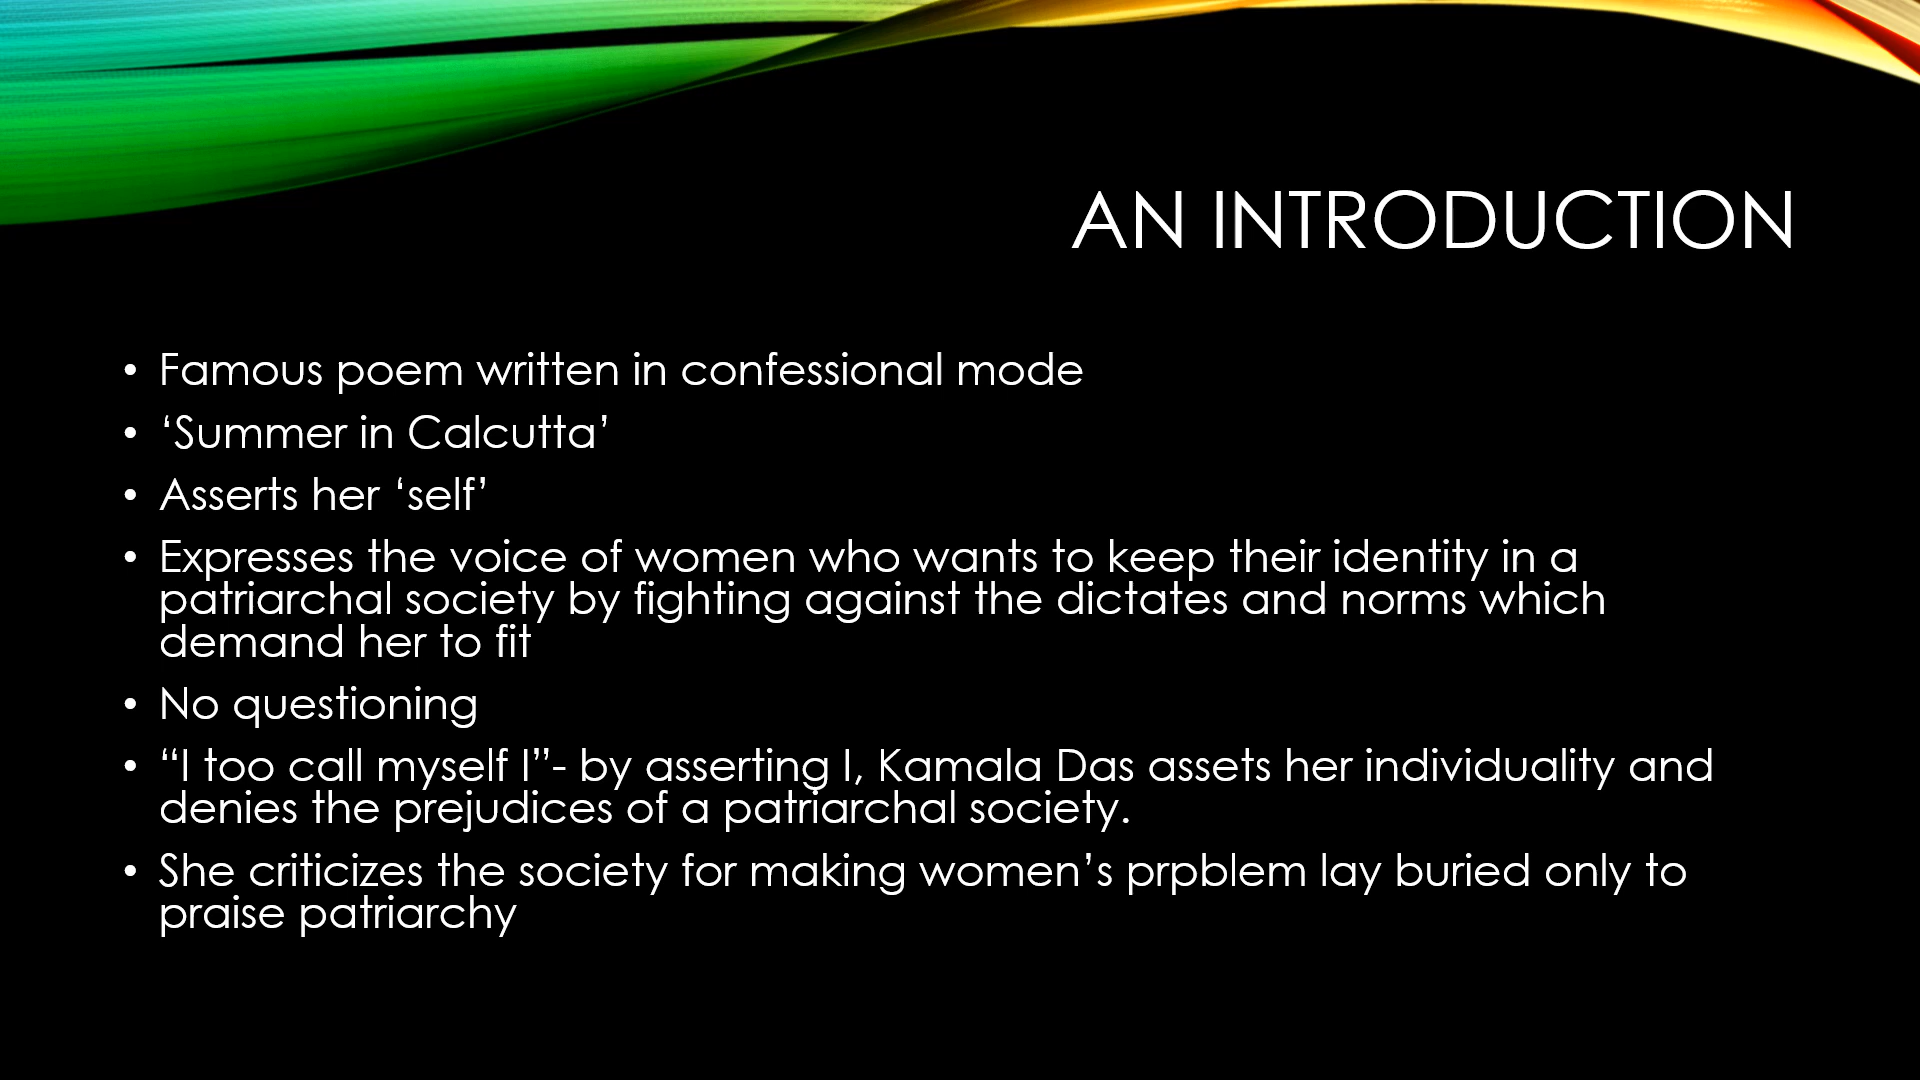 AN INTRODUCTION
• Famous poem written in confessional mode
• ‘Summer in Calcutta’
• Asserts her ‘self’
• Expresses the voice of women who wants to keep their identity in a
patriarchal society by fighting against the dictates and norms which
demand her to fit
• No questioning
• “I too call myself I”- by asserting I, Kamala Das assets her individuality and
denies the prejudices of a patriarchal society.
• She criticizes the society for making women’s prpblem lay buried only to
praise patriarchy